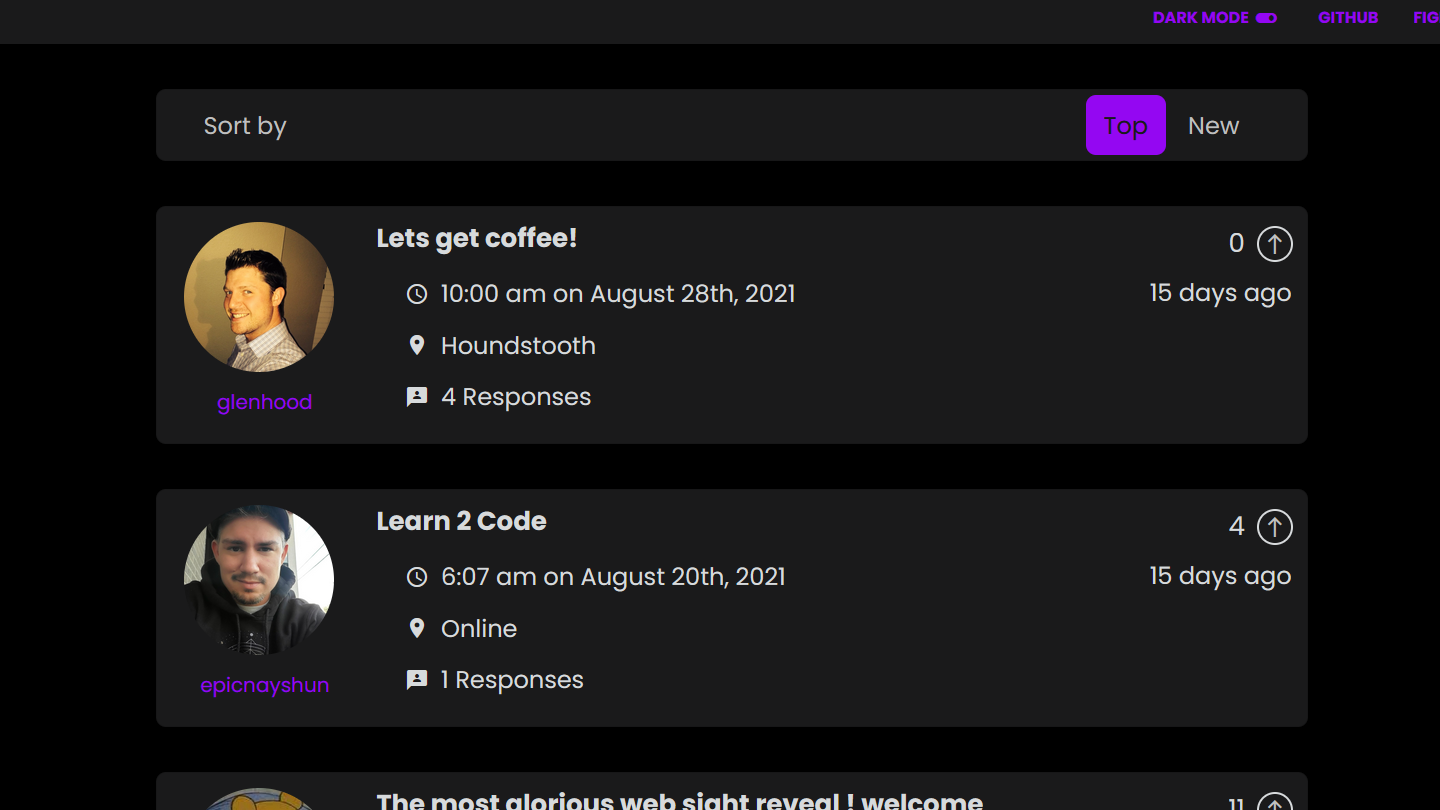 DARK MODE GITHUB FIG
Sort by Top New
Lets get coffee! 0
10:00 am on August 28th, 2021 15 days ago
Houndstooth
4 Responses
glenhood
Learn 2 Code 4
6:07 am on August 20th, 2021 15 days ago
Online
1 Responses
epicnayshun
The most glorious web sight reveal ! welcome 11